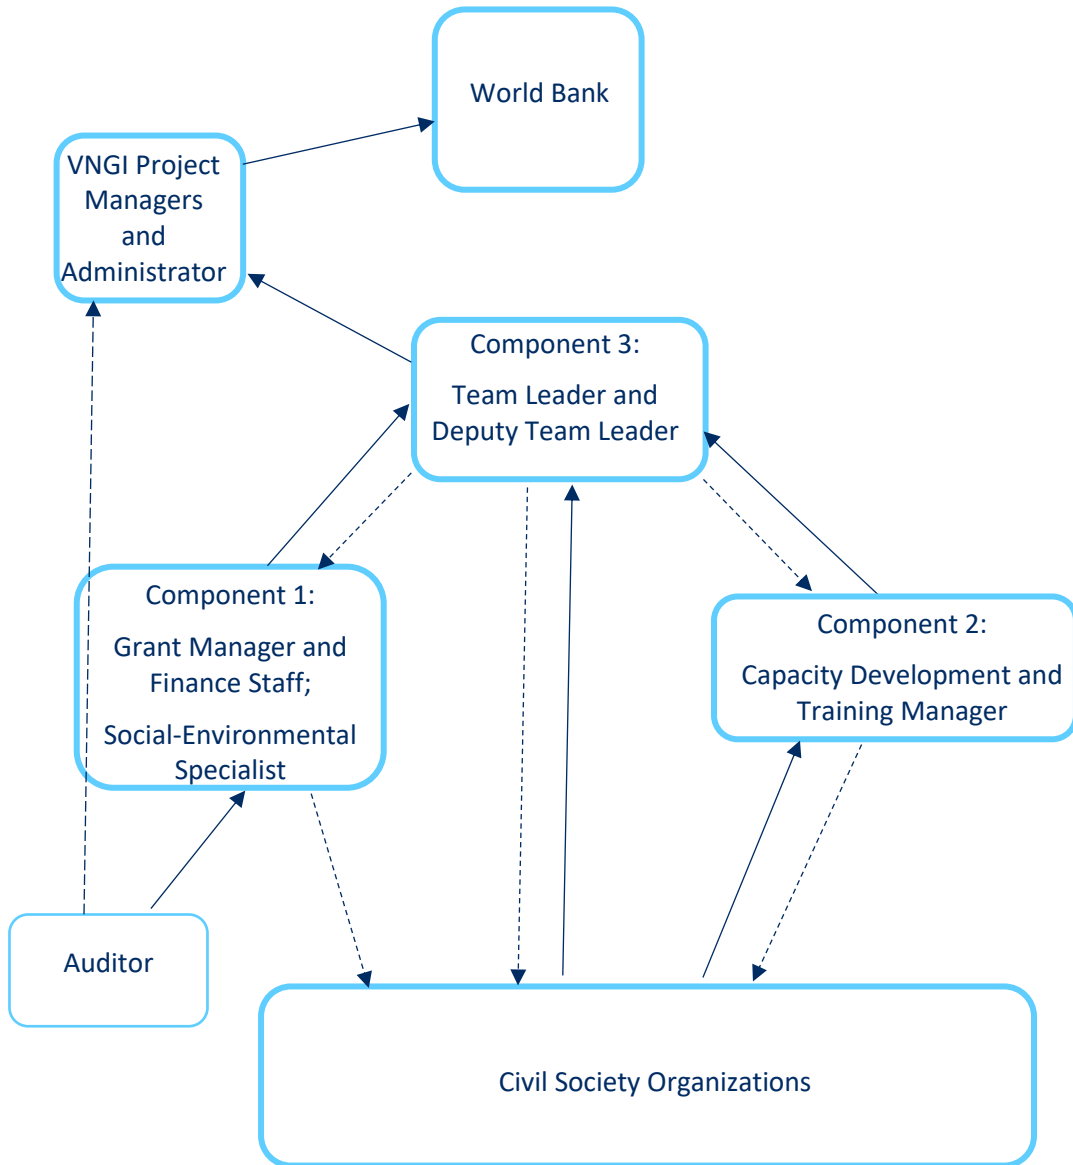 World Bank
VNGI Project
Managers
and
Administrator
Component 3:
Team Leader and
Deputy Team Leader
Component 1:
Grant Manager and
Finance Staff;
Social-Environmental
Specialist
Component 2:
Capacity Development and
Training Manager
Auditor
Civil Society Organizations